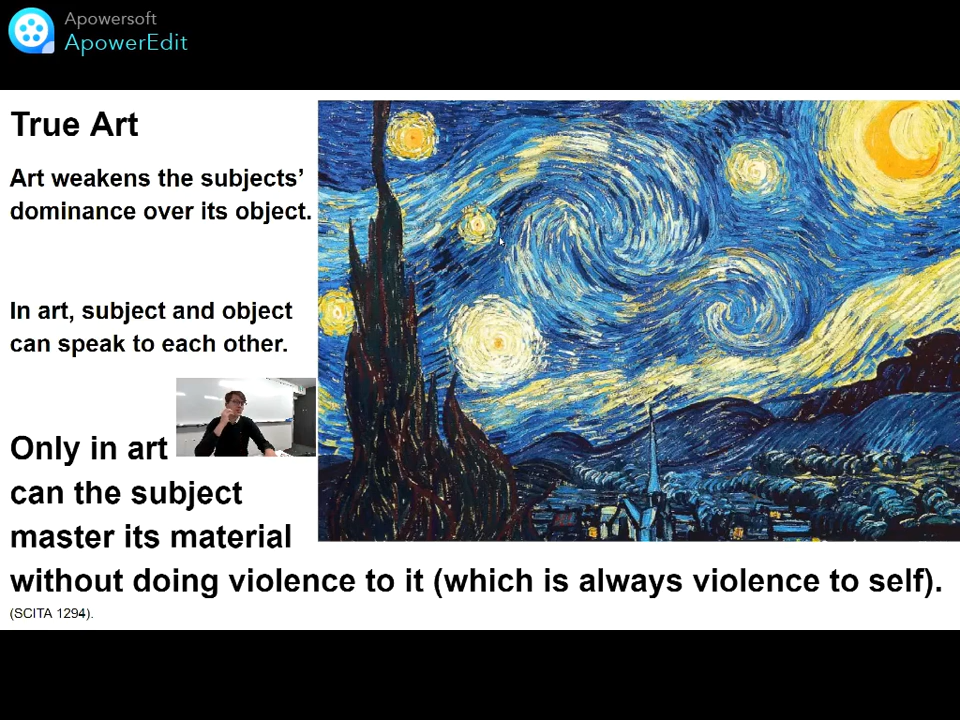 Apowersoft
ApowerEdit
True Art
Art weakens the subjects’
dominance over its object.
In art, subject and object
can speak to each other.
Only in art
can the subject
master its material
without doing violence to it (which is always violence to self).
(SCITA 1294).